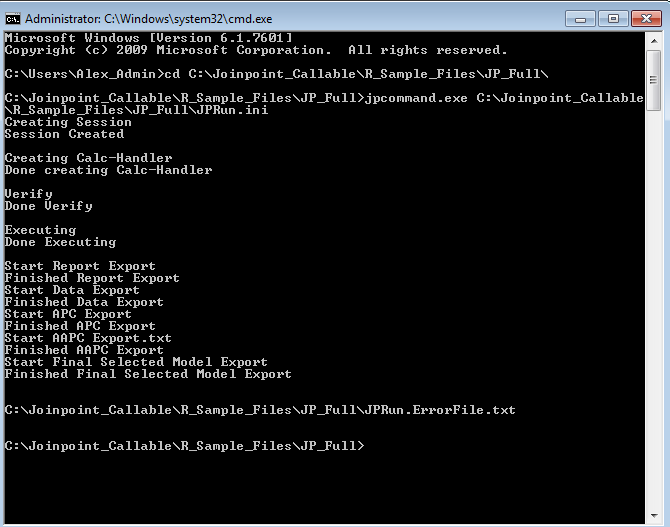 Administrator: C:\Windows\system32\cmd.exe
Microsoft Windows [Version 6.1.7601]
Copyright (c) 2009 Microsoft Corporation.  All rights reserved.
C:\Users\Alex_Admin>cd C:\Joinpoint_Callable\R_Sample_Files\JP_Full\
C:\Joinpoint_Callable\R_Sample_Files\JP_Full>jpcommand.exe C:\Joinpoint_Callable
\R_Sample_Files\JP_Full\JPRun.ini
Creating Session
Session Created
Creating Calc-Handler
Done creating Calc-Handler
Verify
Done Verify
Executing
Done Executing
Start Report Export
Finished Report Export
Start Data Export
Finished Data Export
Start APC Export
Finished APC Export
Start AAPC Export.txt
Finished AAPC Export
Start Final Selected Model Export
Finished Final Selected Model Export
C:\Joinpoint_Callable\R_Sample_Files\JP_Full\JPRun.ErrorFile.txt
C:\Joinpoint_Callable\R_Sample_Files\JP_Full>